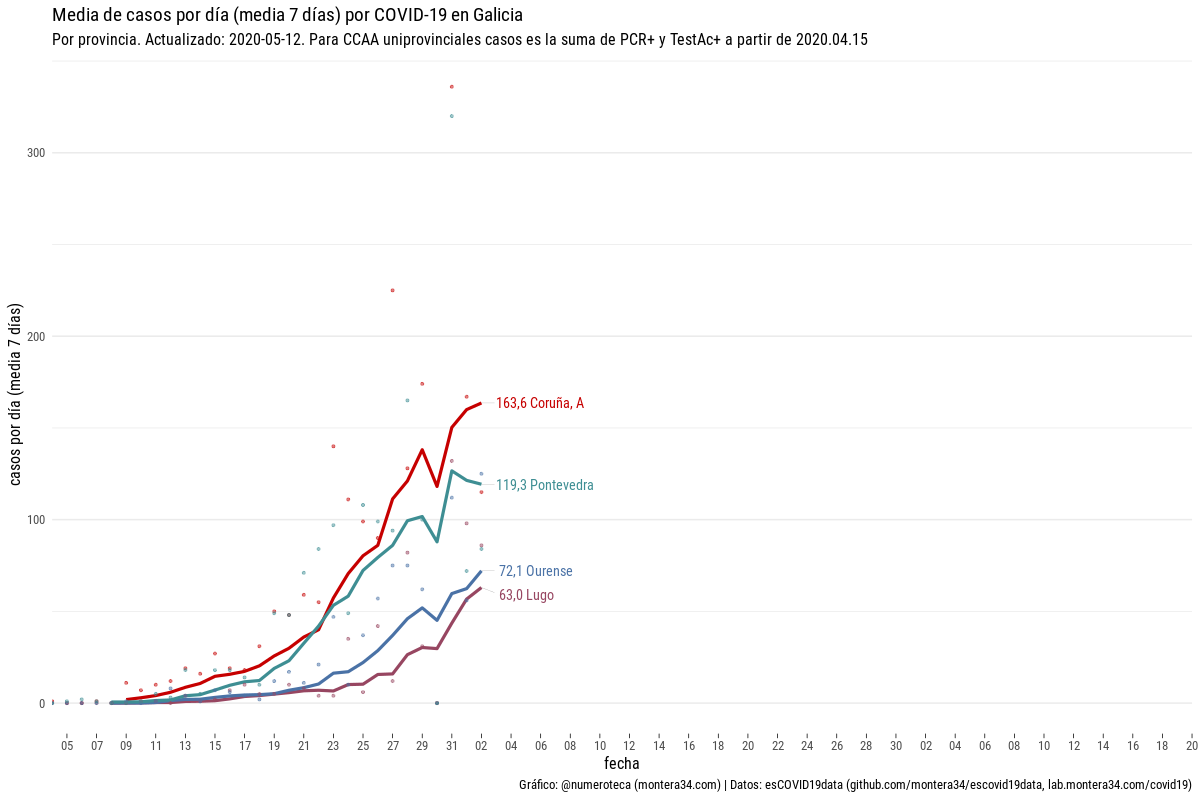 Media de casos por día (media 7 días) por COVID-19 en Galicia
Por provincia. Actualizado: 2020-05-12. Para CCAA uniprovinciales casos es la suma de PCR+ y TestAc+ a partir de 2020.04.15
casos por día (media 7 días)
300
200
100
0
163,6 Coruña, A
119,3 Pontevedra
72,1 Ourense
63,0 Lugo
05 07 09 11 13 15 17 19 21 23 25 27 29 31 02 04 06 08 10 12 14 16 18 20 22 24 26 28 30 02 04 06 08 10 12 14 16 18 20
fecha
Gráfico: @numeroteca (montera34.com) | Datos: esCOVID19data (github.com/montera34/escovid19data, lab.montera34.com/covid19)